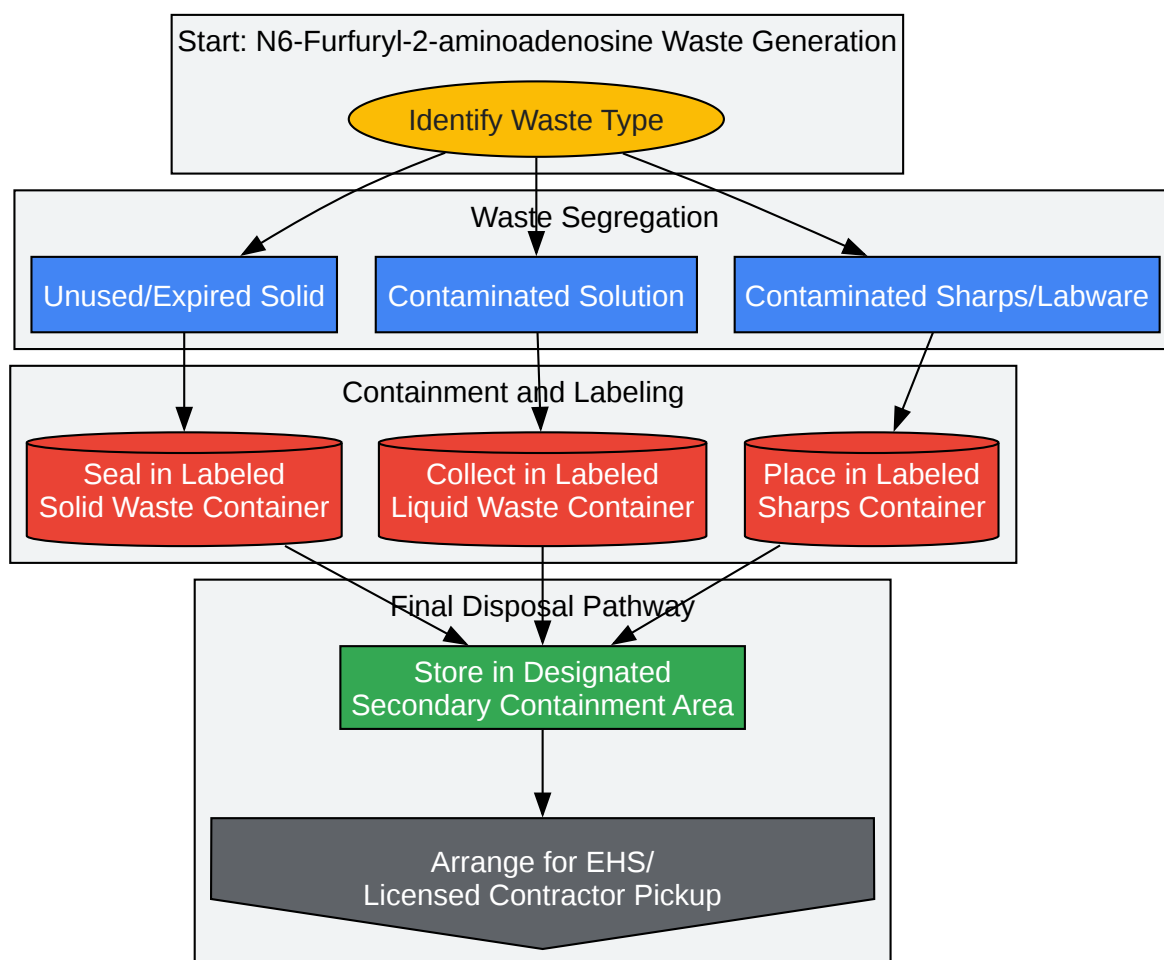 Start: N6-Furfuryl-2-aminoadenosine Waste Generation
Identify Waste Type
Waste Segregation
Unused/Expired Solid
Contaminated Solution
Contaminated Sharps/Labware
Containment and Labeling
Seal in Labeled
Solid Waste Container
Collect in Labeled
Liquid Waste Container
Place in Labeled
Sharps Container
Final Disposal Pathway
Store in Designated
Secondary Containment Area
Arrange for EHS/
Licensed Contractor Pickup